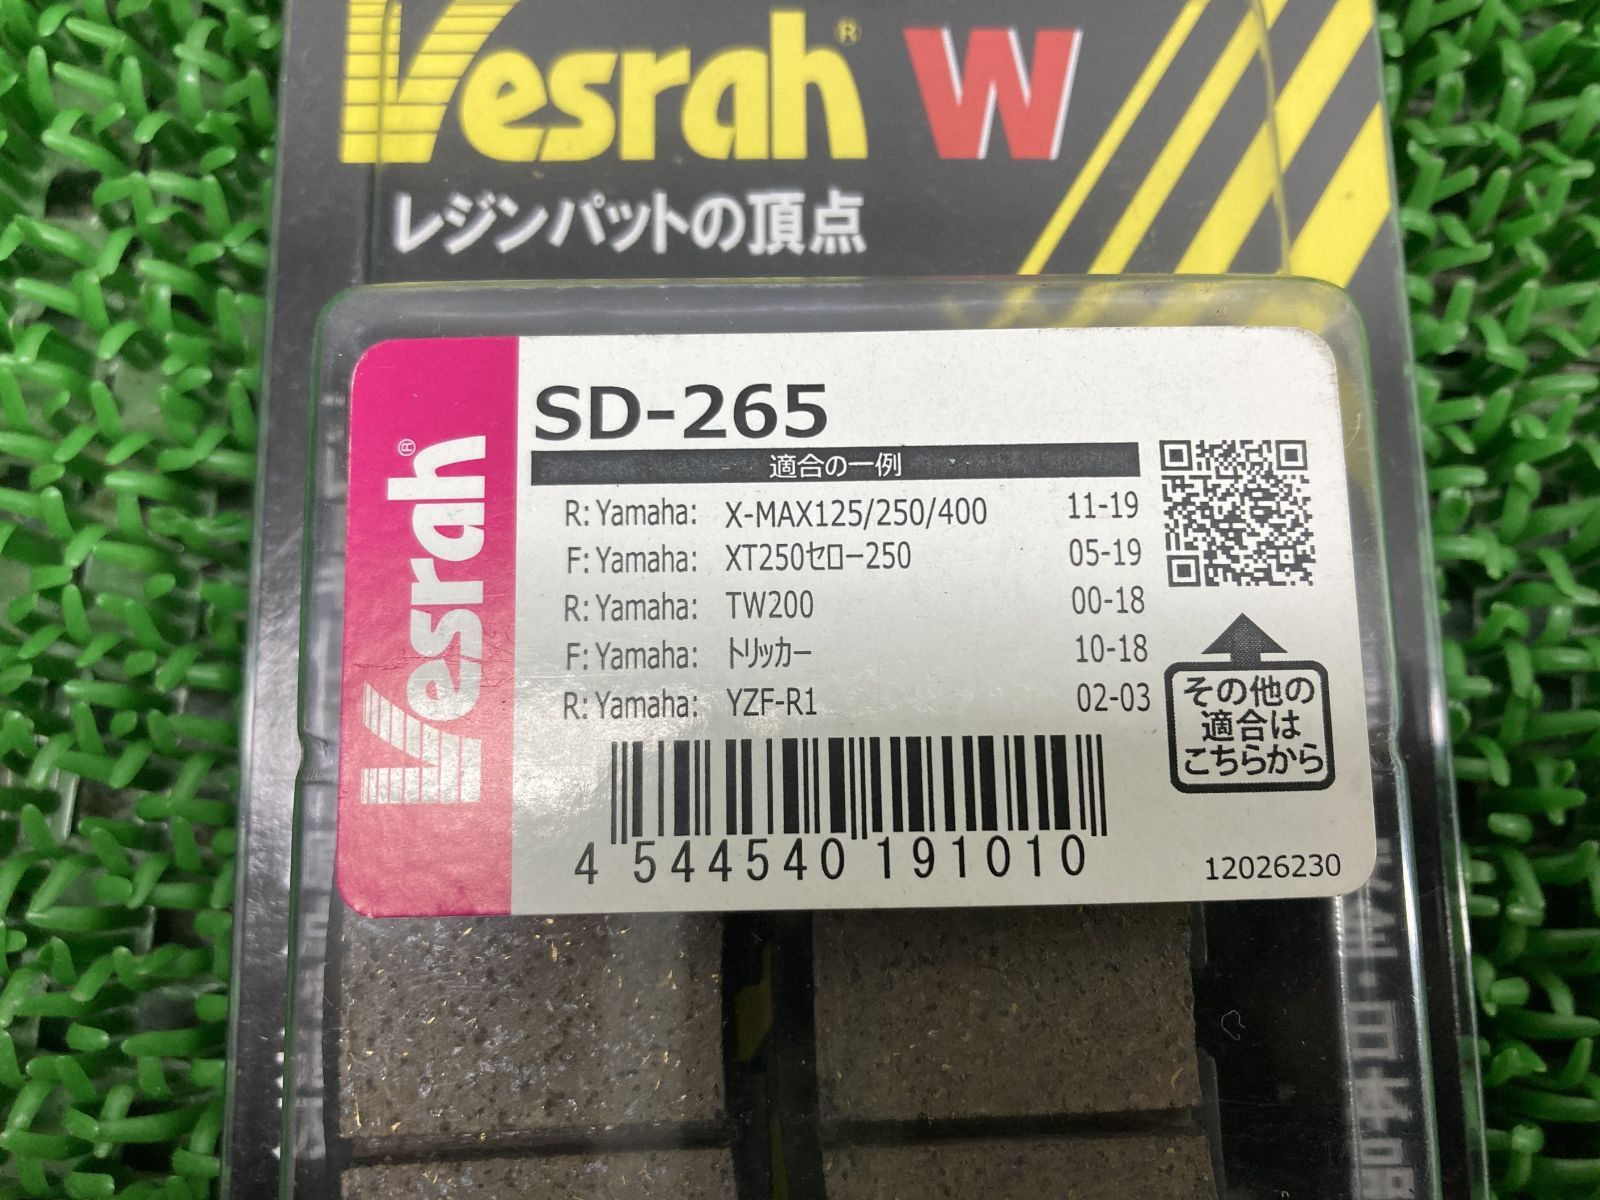 Vesrah® W
レジンパットの頂点
Vesrah®
SD-265
適合の一例
R: Yamaha: X-MAX125/250/400 11-19
F: Yamaha: XT250セロー250 05-19
R: Yamaha: TW200 00-18
F: Yamaha: トリッカー 10-18
R: Yamaha: YZF-R1 02-03
その他の
適合は
こちらから
4 544540 191010
12026230